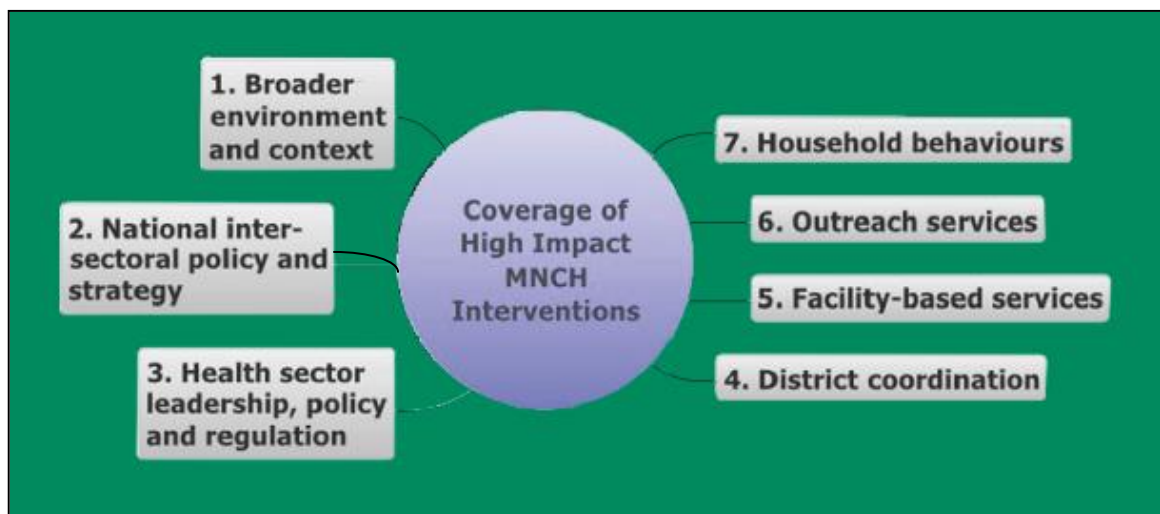 1. Broader
environment
and context
2. National inter-
sectoral policy and
strategy
3. Health sector
leadership, policy
and regulation
Coverage of
High Impact
MNCH
Interventions
7. Household behaviours
6. Outreach services
5. Facility-based services
4. District coordination